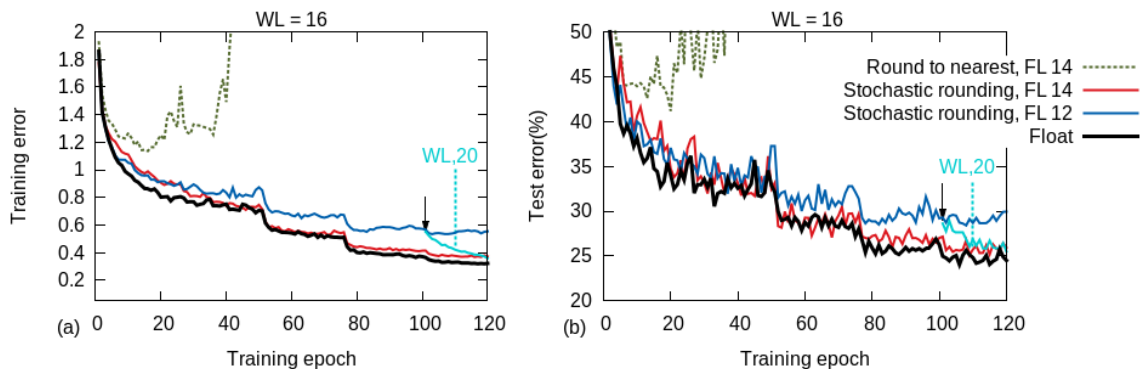 WL = 16
2
1.8
1.6
1.4
1.2
1
0.8
0.6
0.4
0.2
Training error
WL,20
0 20 40 60 80 100 120
(a)
Training epoch
WL = 16
50
45
40
35
30
25
20
Test error(%)
Round to nearest, FL 14
Stochastic rounding, FL 14
Stochastic rounding, FL 12
Float
WL,20
0 20 40 60 80 100 120
(b)
Training epoch